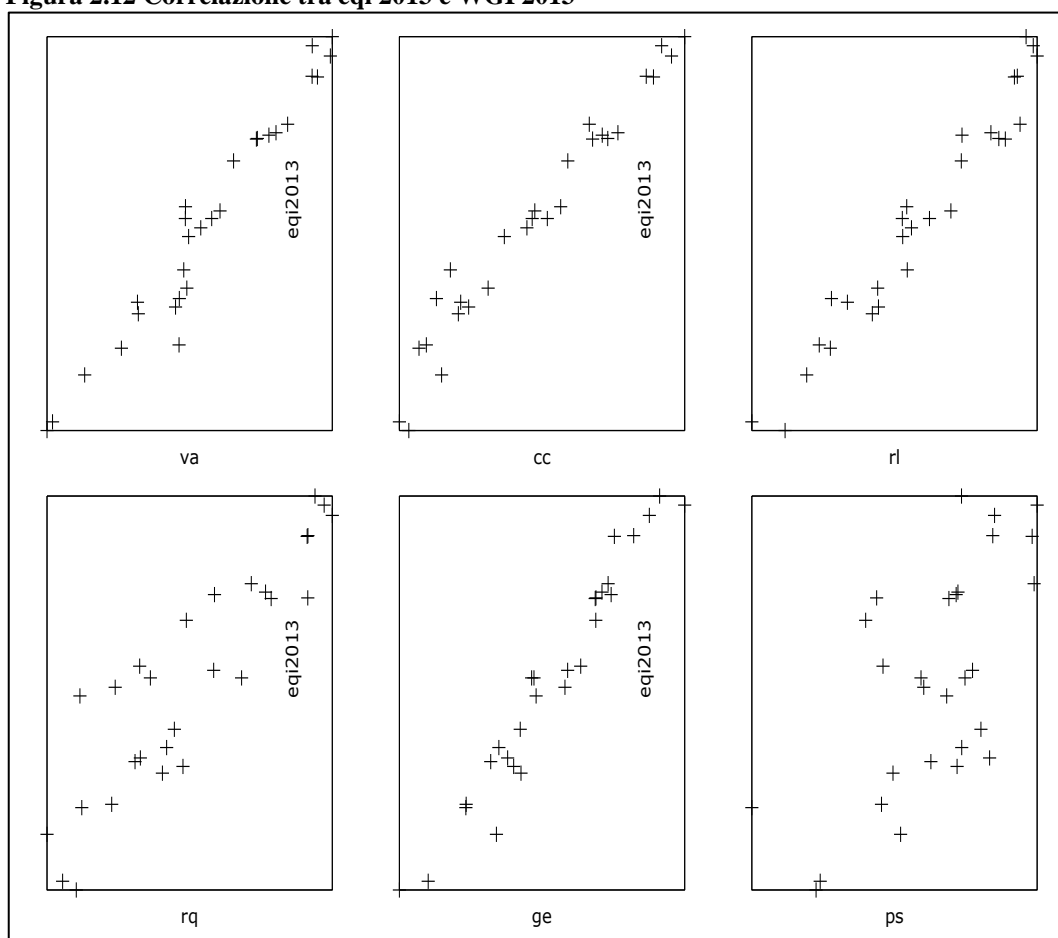 Figura 2.12 Correlazione tra eqi 2013 e WGI 2013
eqi2013
eqi2013
va
cc
rl
eqi2013
eqi2013
rq
ge
ps